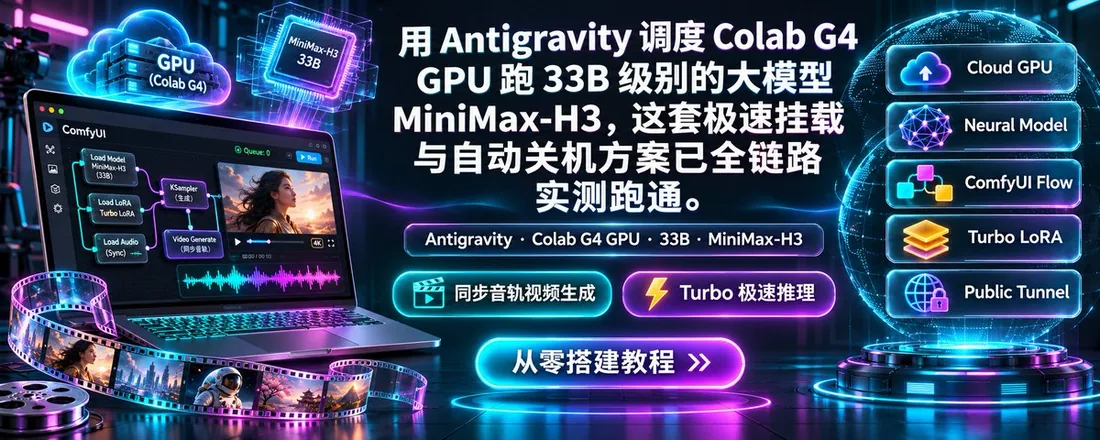 GPU
(Colab G4)
MiniMax-H3
33B
用 Antigravity 调度 Colab G4
GPU 跑 33B 级别的大模型
MiniMax-H3，这套极速挂载
与自动关机方案已全链路
实测跑通。
Antigravity · Colab G4 GPU · 33B · MiniMax-H3
同步音轨视频生成
Turbo 极速推理
从零搭建教程
ComfyUI
Queue: 0
Run
Load Model
MiniMax-H3
(33B)
Load LoRA
Turbo LoRA
Load Audio
(Sync)
KSampler
(生成)
Video Generate
(同步音轨)
4K
Cloud GPU
Neural Model
ComfyUI Flow
Turbo LoRA
Public Tunnel